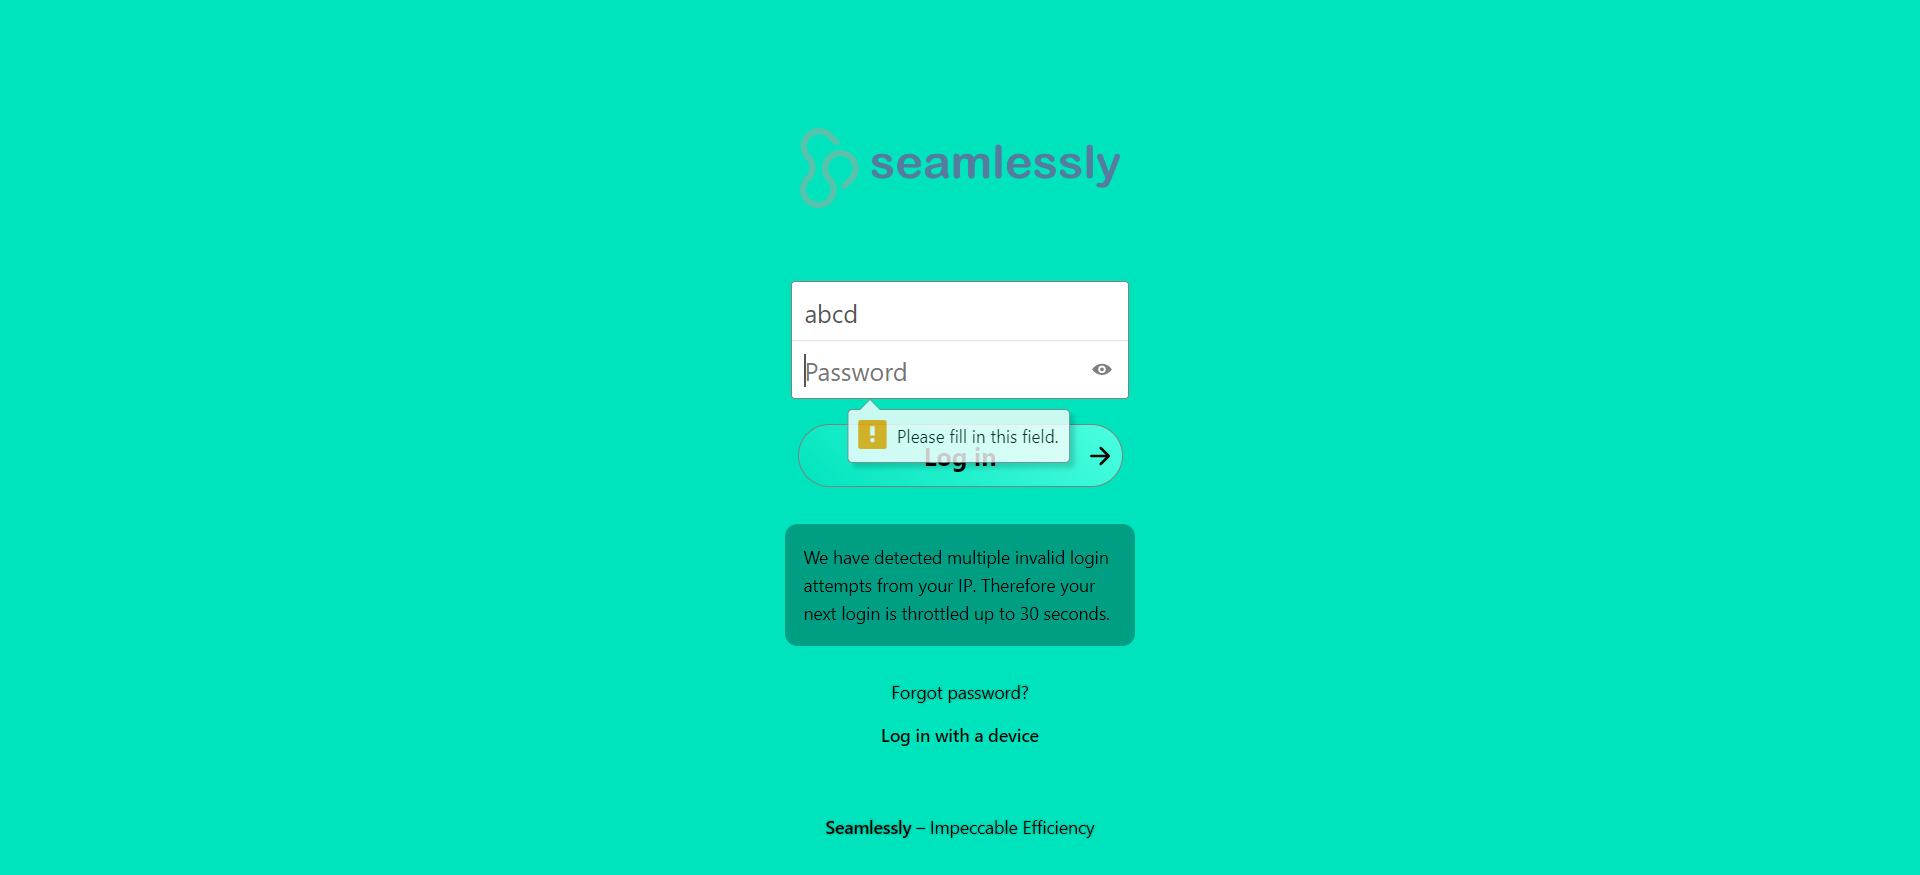 seamlessly
abcd
Password
Please fill in this field.
Log in
We have detected multiple invalid login
attempts from your IP. Therefore your
next login is throttled up to 30 seconds.
Forgot password?
Log in with a device
Seamlessly – Impeccable Efficiency